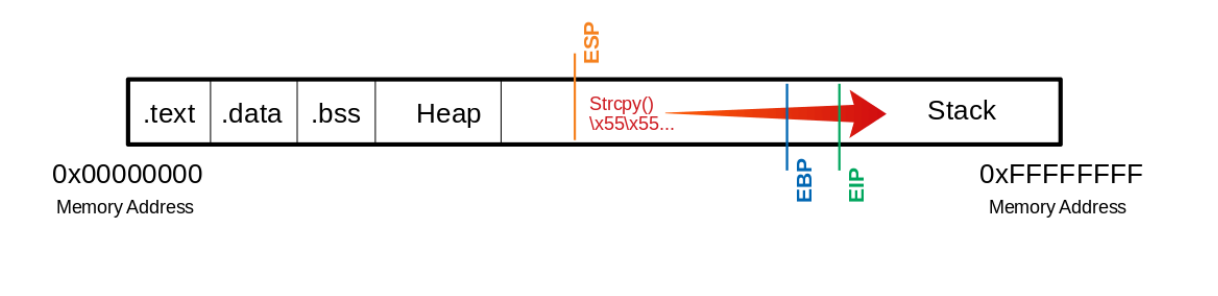 ESP
.text
.data
.bss
Heap
Strcpy()
\x55\x55...
Stack
0x00000000
Memory Address
EBP
EIP
0xFFFFFFFF
Memory Address